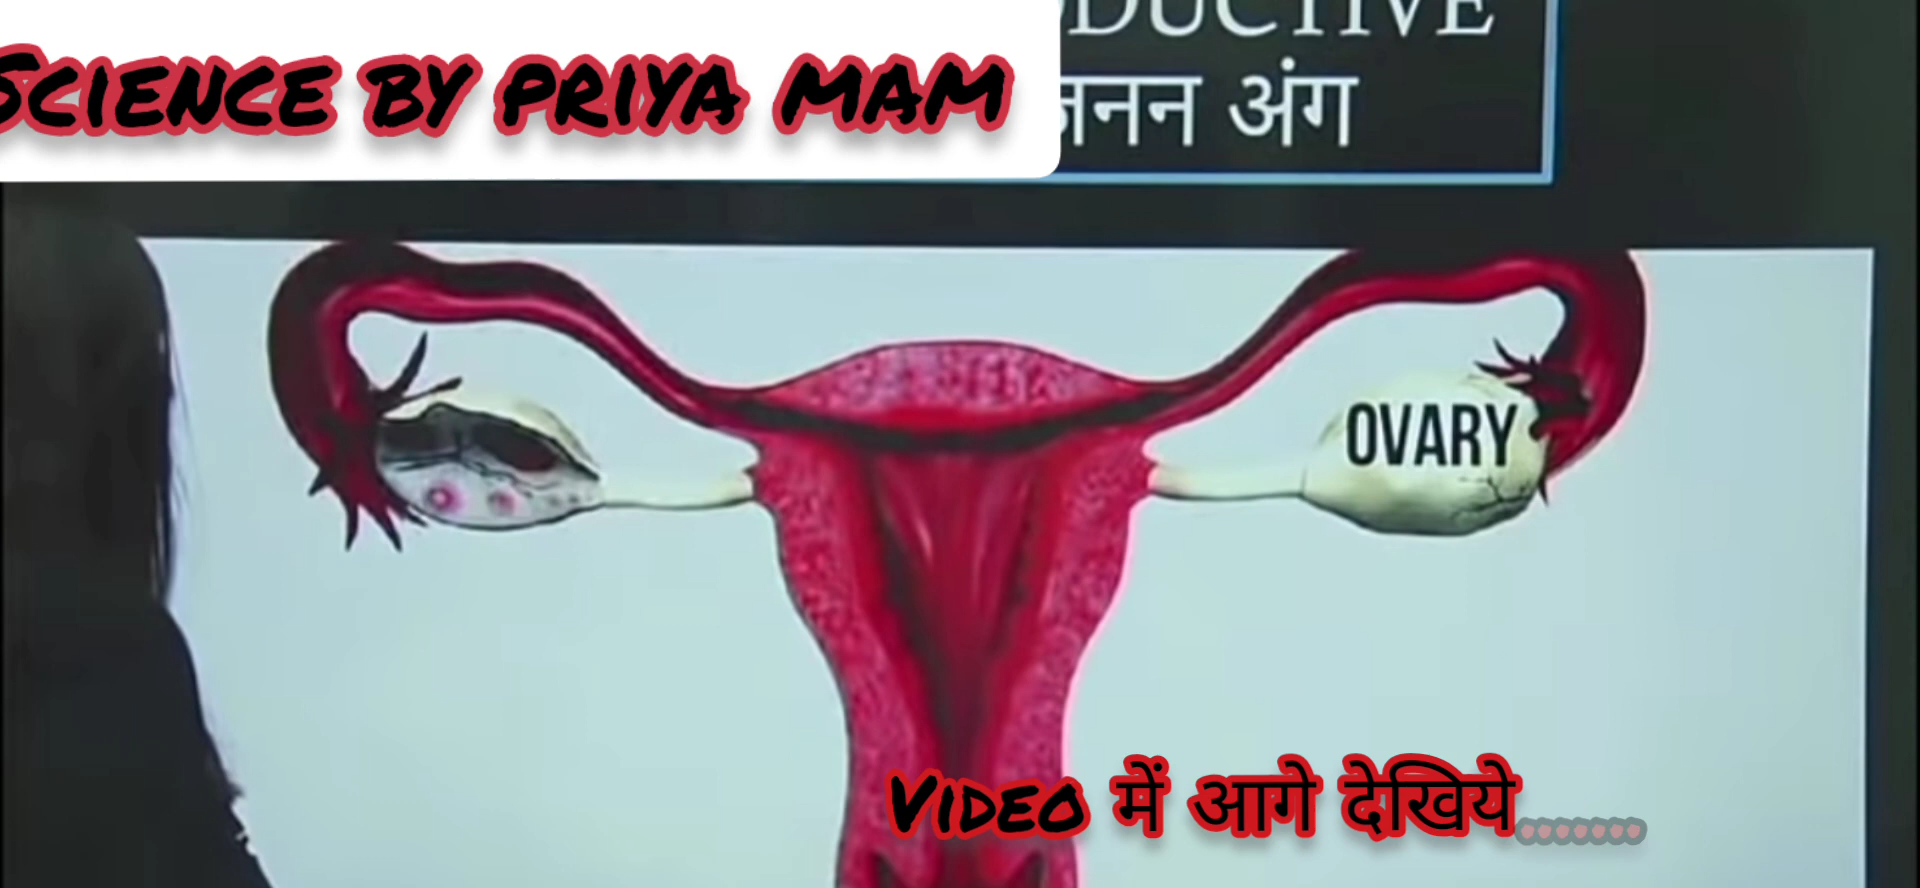 SCIENCE BY PRIYA MAM
DUCTIVE
जनन अंग
OVARY
VIDEO में आगे देखिये.......